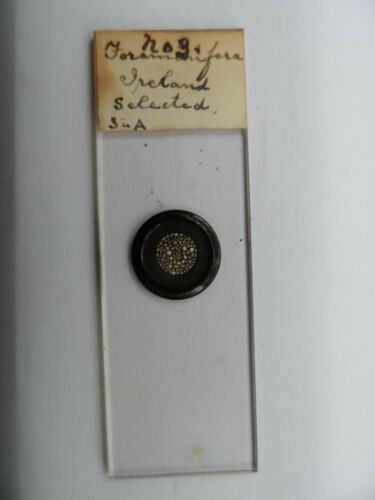 No 3.
Foraminifera
Ireland
Selected.